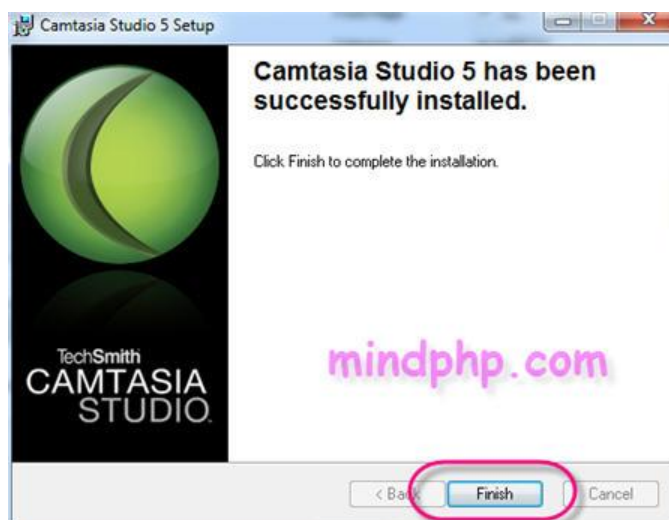 Camtasia Studio 5 Setup
Camtasia Studio 5 has been
successfully installed.
Click Finish to complete the installation.
mindphp.com
TechSmith
CAMTASIA
STUDIO.
< Back
Finish
Cancel